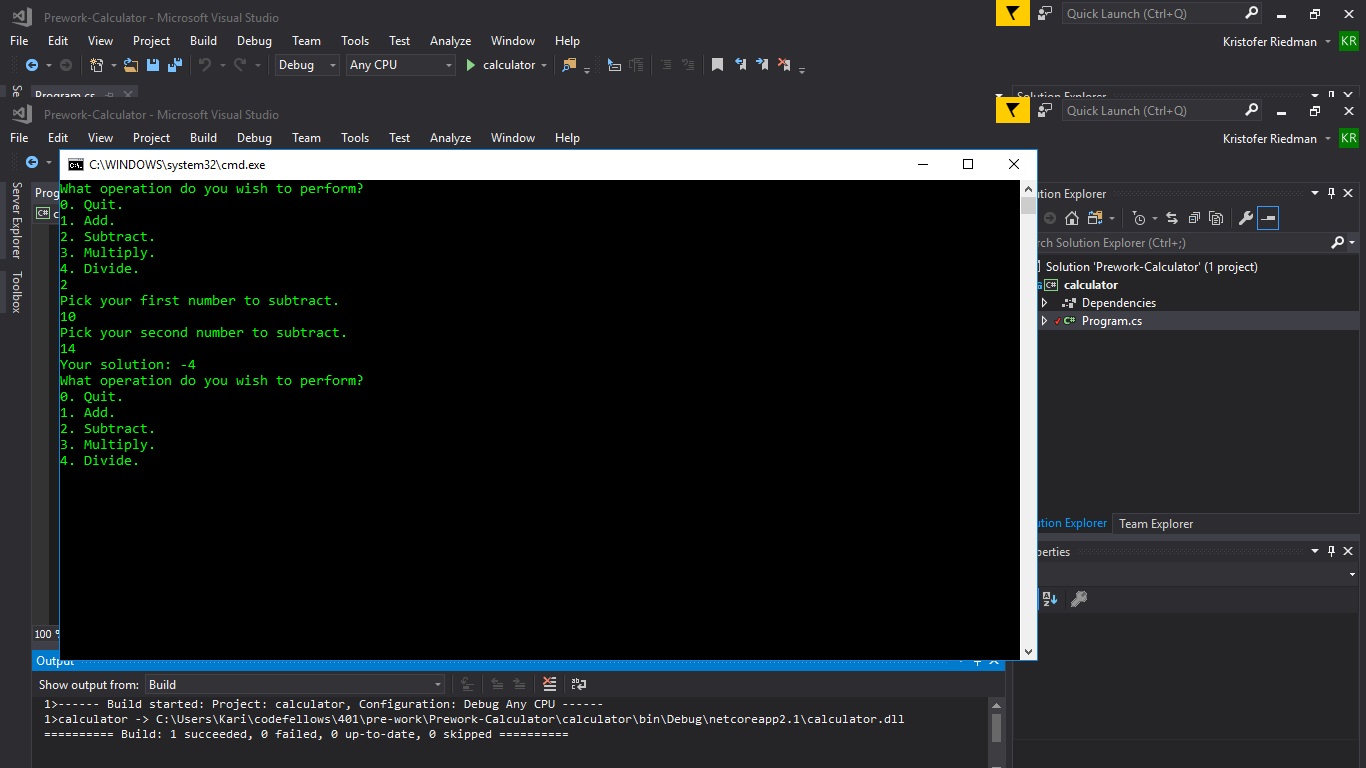 Prework-Calculator - Microsoft Visual Studio
Quick Launch (Ctrl+Q)
File Edit View Project Build Debug Team Tools Test Analyze Window Help
Kristofer Riedman KR
Debug Any CPU calculator
Program.cs
Solution Explorer
Prework-Calculator - Microsoft Visual Studio
Quick Launch (Ctrl+Q)
File Edit View Project Build Debug Team Tools Test Analyze Window Help
Kristofer Riedman KR
C:\WINDOWS\system32\cmd.exe
Server Explorer
Toolbox
What operation do you wish to perform?
0. Quit.
1. Add.
2. Subtract.
3. Multiply.
4. Divide.
2
Pick your first number to subtract.
10
Pick your second number to subtract.
14
Your solution: -4
What operation do you wish to perform?
0. Quit.
1. Add.
2. Subtract.
3. Multiply.
4. Divide.
Explorer
Solution Explorer (Ctrl+;)
Solution 'Prework-Calculator' (1 project)
C# calculator
Dependencies
C# Program.cs
Explorer Team Explorer
100 %
Output
Show output from: Build
1>------ Build started: Project: calculator, Configuration: Debug Any CPU ------
1>calculator -> C:\Users\Kari\codefellows\401\pre-work\Prework-Calculator\calculator\bin\Debug\netcoreapp2.1\calculator.dll
========== Build: 1 succeeded, 0 failed, 0 up-to-date, 0 skipped ==========